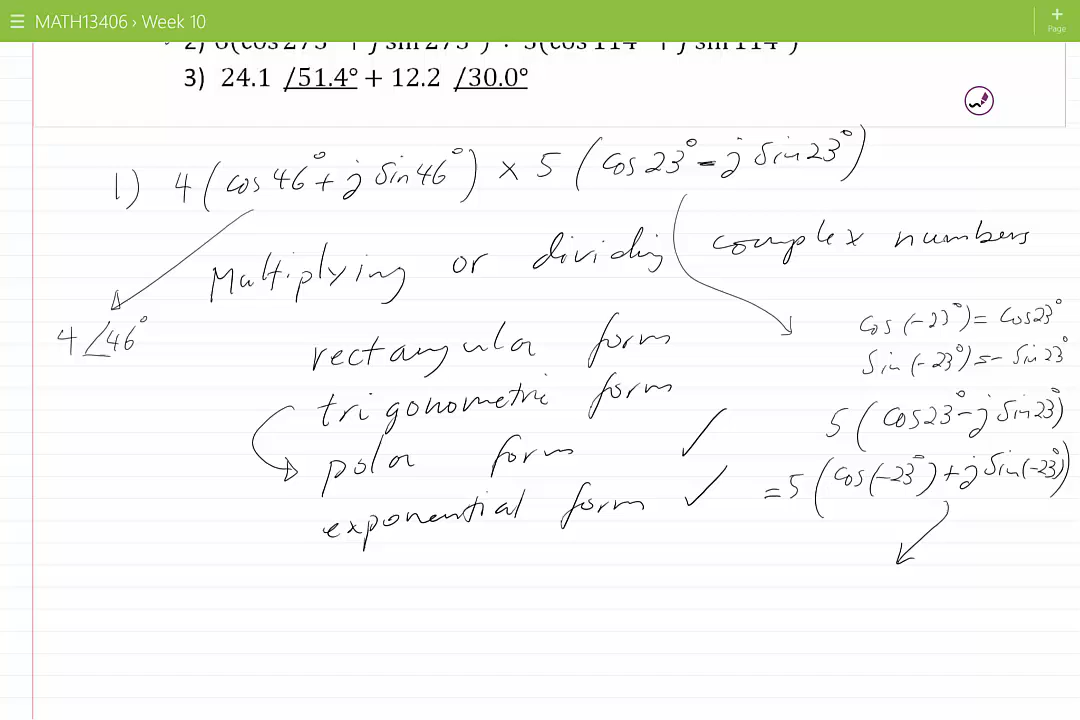 MATH13406 › Week 10
Page
3) 24.1 /51.4° + 12.2 /30.0°
1) 4 (cos 46° + j sin 46°) × 5 (cos 23° - j sin 23°)
Multiplying or dividing complex numbers
4 ∠46°
cos (-23°) = cos 23°
rectangular form
sin (-23°) = - sin 23°
trigonometric form
5 (cos 23° - j sin 23°)
polar form ✓
= 5 (cos(-23°) + j sin(-23°))
exponential form ✓